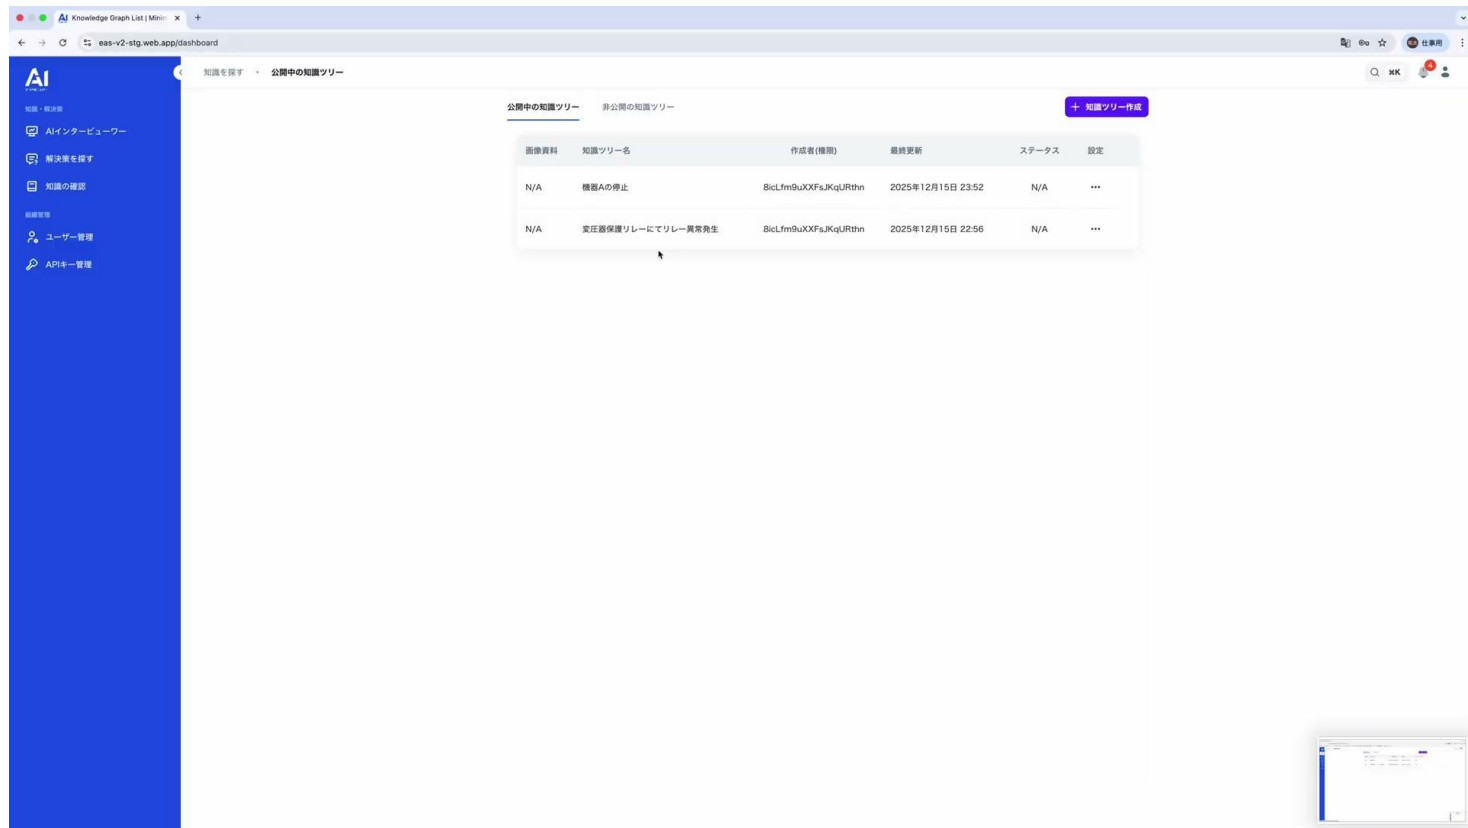 Knowledge Graph List | Minim
eas-v2-stg.web.app/dashboard
仕事用
AI
知識を探す ・ 公開中の知識ツリー
⌘K
4
知識・解決策
AIインタビューワー
解決策を探す
知識の確認
組織管理
ユーザー管理
APIキー管理
公開中の知識ツリー 非公開の知識ツリー
+ 知識ツリー作成
画像資料 知識ツリー名 作成者(権限) 最終更新 ステータス 設定
N/A 機器Aの停止 8icLfm9uXXFsJKqURthn 2025年12月15日 23:52 N/A
N/A 変圧器保護リレーにてリレー異常発生 8icLfm9uXXFsJKqURthn 2025年12月15日 22:56 N/A